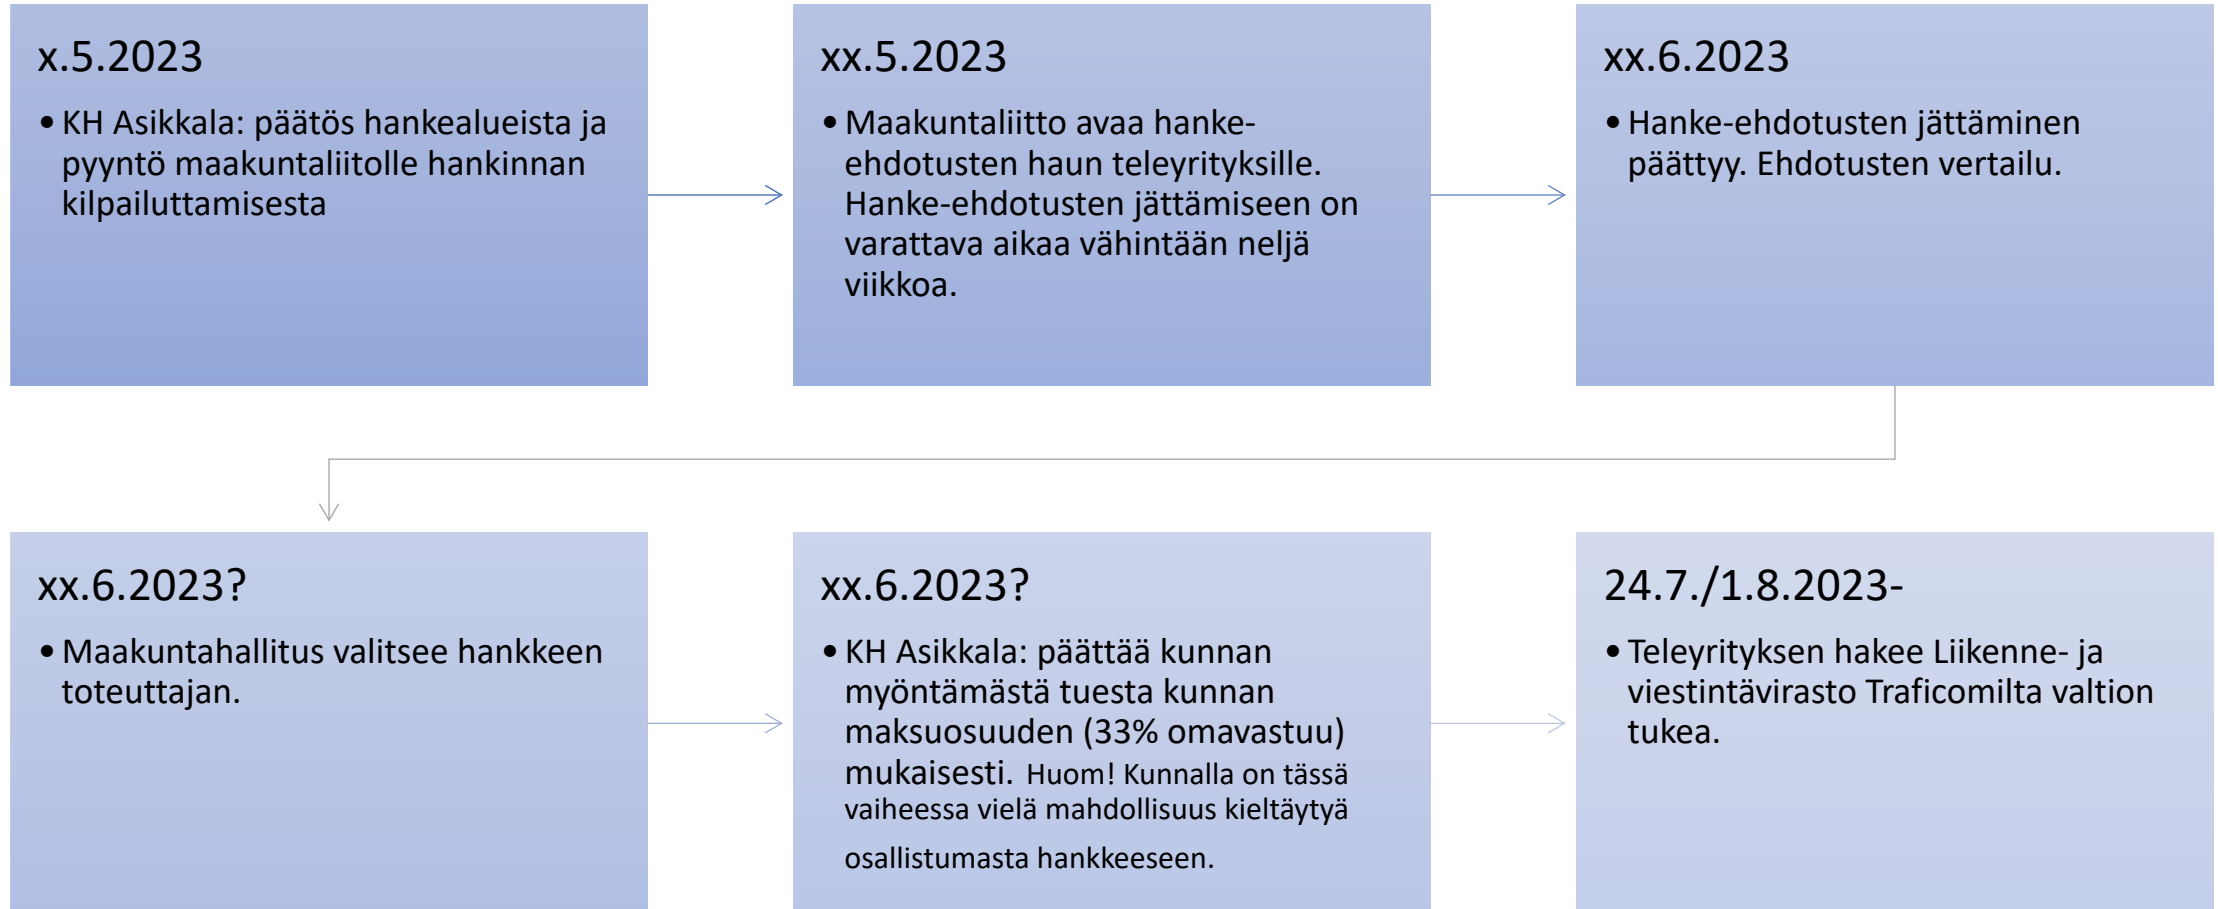 x.5.2023
• KH Asikkala: päätös hankealueista ja
pyyntö maakuntaliitolle hankinnan
kilpailuttamisesta
xx.5.2023
• Maakuntaliitto avaa hanke-
ehdotusten haun teleyrityksille.
Hanke-ehdotusten jättämiseen on
varattava aikaa vähintään neljä
viikkoa.
xx.6.2023
• Hanke-ehdotusten jättäminen
päättyy. Ehdotusten vertailu.
xx.6.2023?
• Maakuntahallitus valitsee hankkeen
toteuttajan.
xx.6.2023?
• KH Asikkala: päättää kunnan
myöntämästä tuesta kunnan
maksuosuuden (33% omavastuu)
mukaisesti. Huom! Kunnalla on tässä
vaiheessa vielä mahdollisuus kieltäytyä
osallistumasta hankkeeseen.
24.7./1.8.2023-
• Teleyrityksen hakee Liikenne- ja
viestintävirasto Traficomilta valtion
tukea.